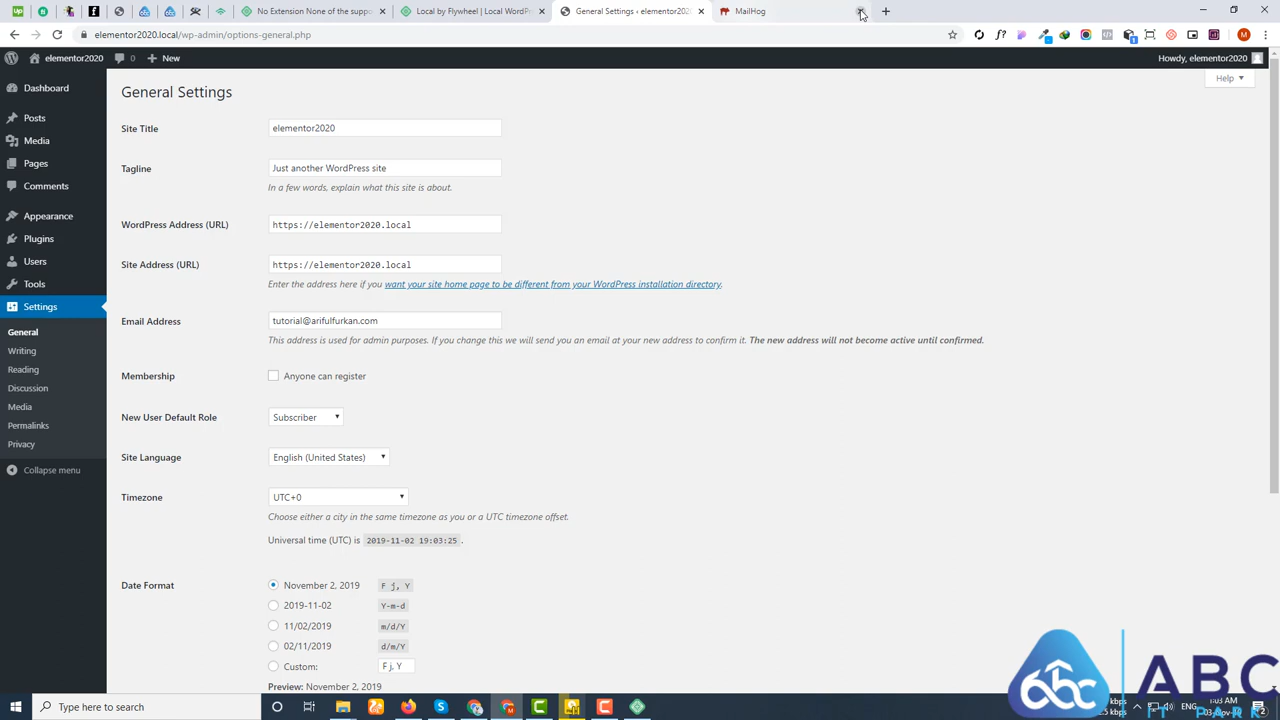 Up
No Extension None of the suppor
Local by Flywheel | Local WordPr
General Settings ‹ elementor2020
MailHog
elementor2020.local/wp-admin/options-general.php
elementor2020
0
New
Howdy, elementor2020
Help
Dashboard
Posts
Media
Pages
Comments
Appearance
Plugins
Users
Tools
Settings
General
Writing
Reading
Discussion
Media
Permalinks
Privacy
Collapse menu
General Settings
Site Title
elementor2020
Tagline
Just another WordPress site
In a few words, explain what this site is about.
WordPress Address (URL)
https://elementor2020.local
Site Address (URL)
https://elementor2020.local
Enter the address here if you want your site home page to be different from your WordPress installation directory.
Email Address
tutorial@arifulfurkan.com
This address is used for admin purposes. If you change this we will send you an email at your new address to confirm it. The new address will not become active until confirmed.
Membership
Anyone can register
New User Default Role
Subscriber
Site Language
English (United States)
Timezone
UTC+0
Choose either a city in the same timezone as you or a UTC timezone offset.
Universal time (UTC) is 2019-11-02 19:03:25.
Date Format
November 2, 2019 F j, Y
2019-11-02 Y-m-d
11/02/2019 m/d/Y
02/11/2019 d/m/Y
Custom: F j, Y
Preview: November 2, 2019
abc
ABC
Type here to search
ENG